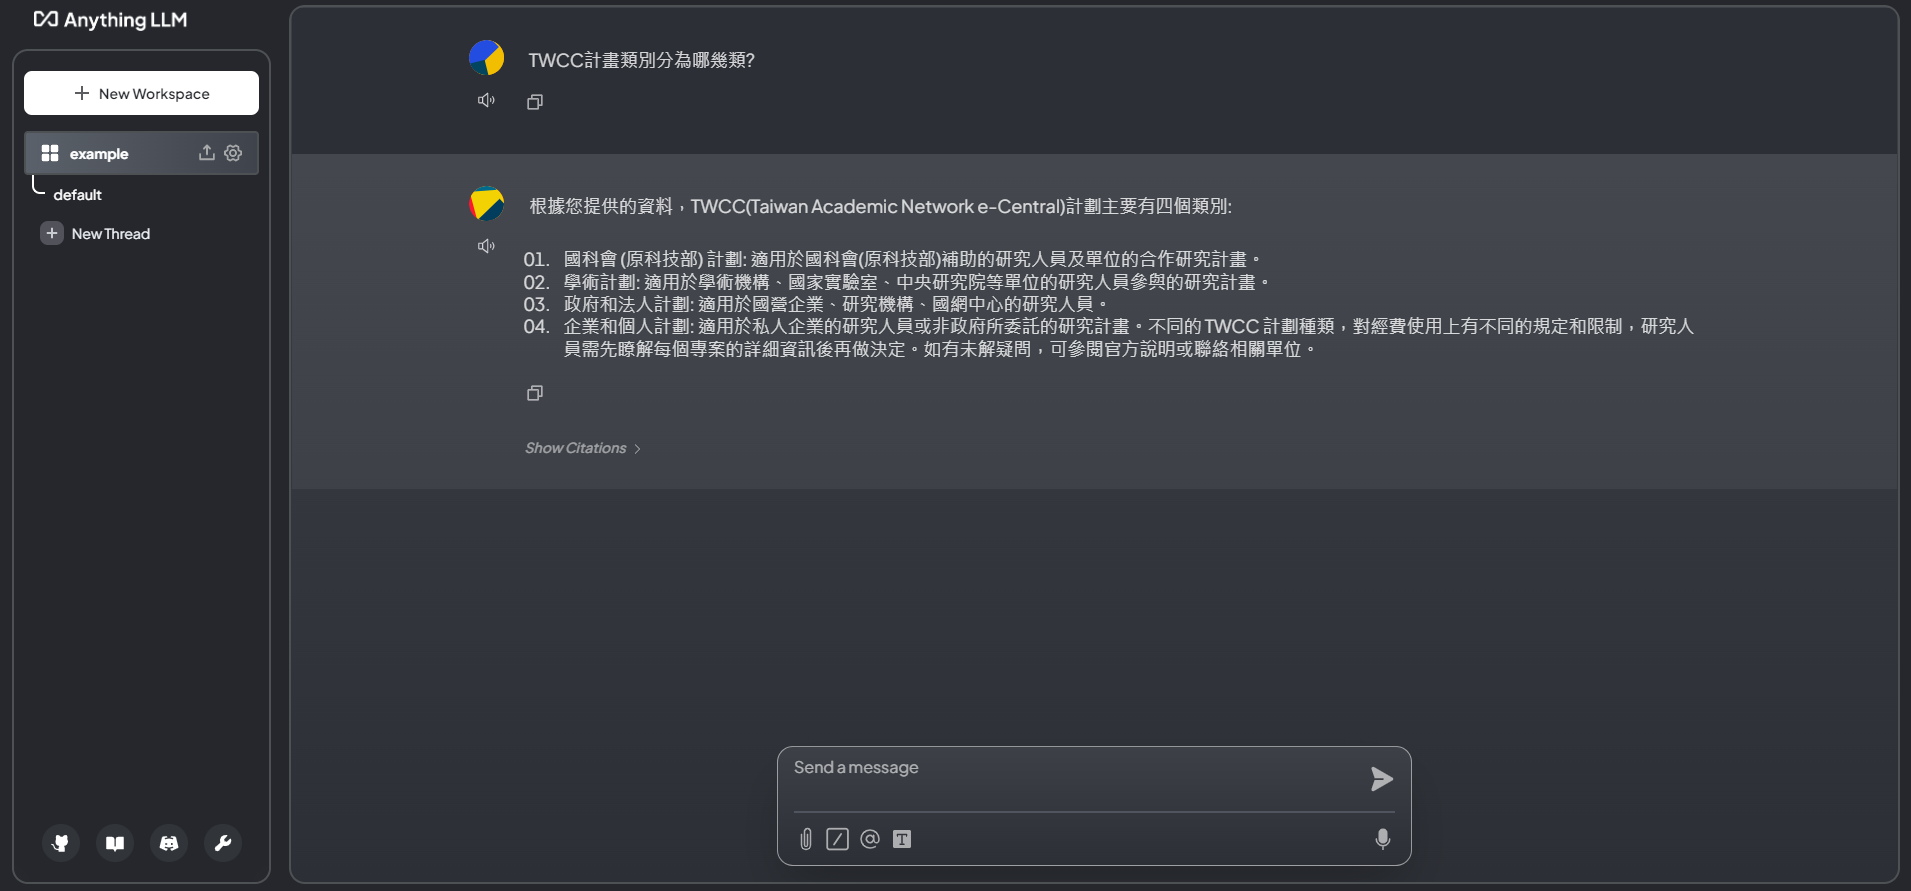 Anything LLM
New Workspace
example
default
New Thread
TWCC計畫類別分為哪幾類?
根據您提供的資料，TWCC(Taiwan Academic Network e-Central)計劃主要有四個類別:
01. 國科會 (原科技部) 計劃: 適用於國科會(原科技部)補助的研究人員及單位的合作研究計畫。
02. 學術計劃: 適用於學術機構、國家實驗室、中央研究院等單位的研究人員參與的研究計畫。
03. 政府和法人計劃: 適用於國營企業、研究機構、國網中心的研究人員。
04. 企業和個人計劃: 適用於私人企業的研究人員或非政府所委託的研究計畫。不同的 TWCC 計劃種類，對經費使用上有不同的規定和限制，研究人
員需先瞭解每個專案的詳細資訊後再做決定。如有未解疑問，可參閱官方說明或聯絡相關單位。
Show Citations
Send a message